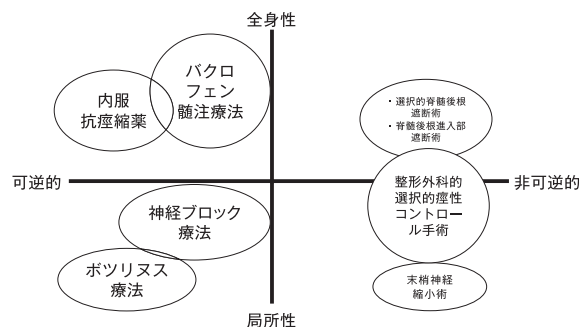 全身性
バクロ
フェン
髄注療法
内服
抗痙縮薬
・選択的脊髄後根
遮断術
・脊髄後根進入部
遮断術
可逆的
非可逆的
整形外科的
選択的痙性
コントロー
ル手術
神経ブロック
療法
ボツリヌス
療法
末梢神経
縮小術
局所性